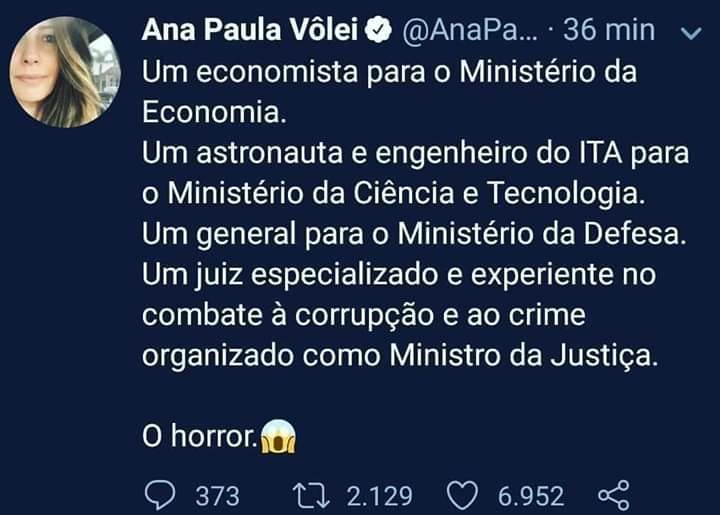 Ana Paula Vôlei @AnaPa... · 36 min
Um economista para o Ministério da
Economia.
Um astronauta e engenheiro do ITA para
o Ministério da Ciência e Tecnologia.
Um general para o Ministério da Defesa.
Um juiz especializado e experiente no
combate à corrupção e ao crime
organizado como Ministro da Justiça.
O horror.😱
373 2.129 6.952